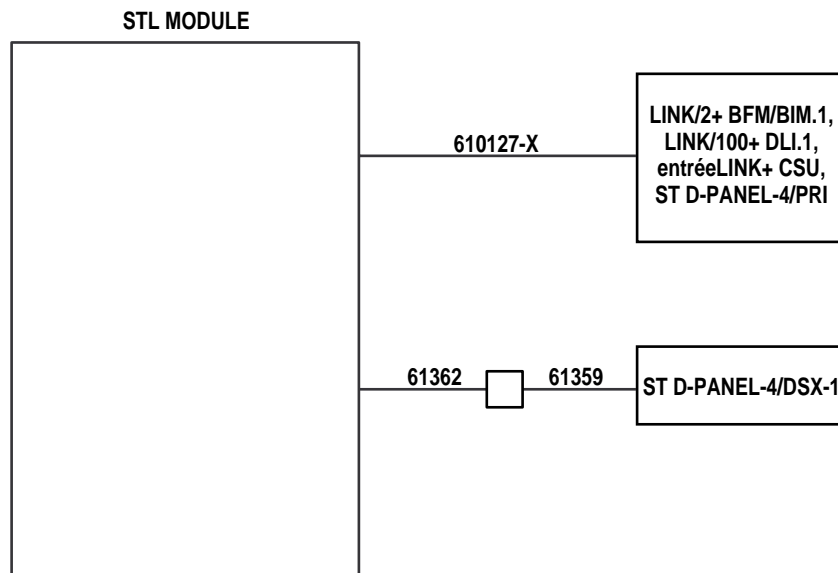 STL MODULE
610127-X
LINK/2+ BFM/BIM.1,
LINK/100+ DLI.1,
entréeLINK+ CSU,
ST D-PANEL-4/PRI
61362
61359
ST D-PANEL-4/DSX-1